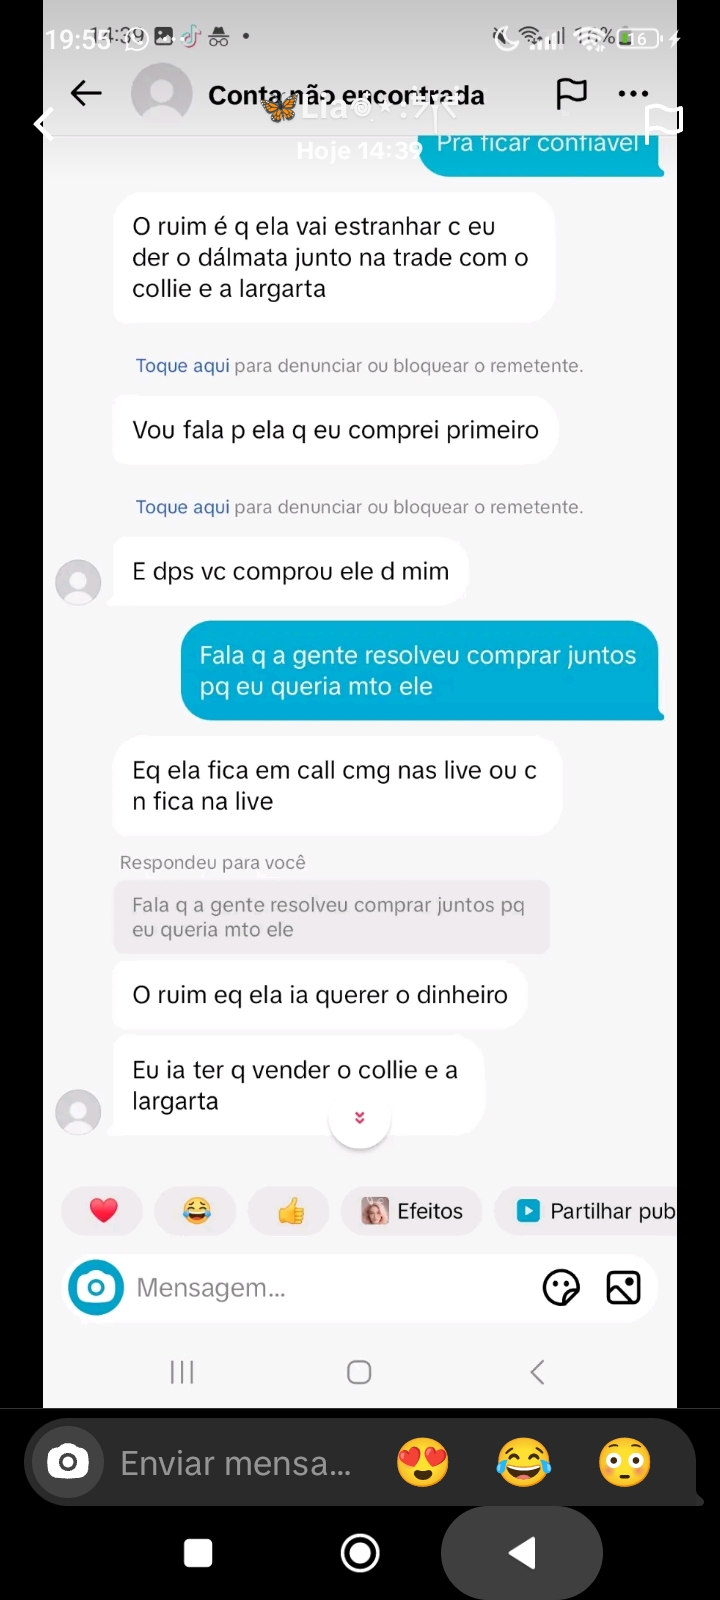 19:55
14:39
16%
16
Conta não encontrada
Lia
Hoje 14:39
Pra ficar confiável
O ruim é q ela vai estranhar c eu
der o dálmata junto na trade com o
collie e a largarta
Toque aqui para denunciar ou bloquear o remetente.
Vou fala p ela q eu comprei primeiro
Toque aqui para denunciar ou bloquear o remetente.
E dps vc comprou ele d mim
Fala q a gente resolveu comprar juntos
pq eu queria mto ele
Eq ela fica em call cmg nas live ou c
n fica na live
Respondeu para você
Fala q a gente resolveu comprar juntos pq
eu queria mto ele
O ruim eq ela ia querer o dinheiro
Eu ia ter q vender o collie e a
largarta
Efeitos
Partilhar pub
Mensagem...
Enviar mensa...